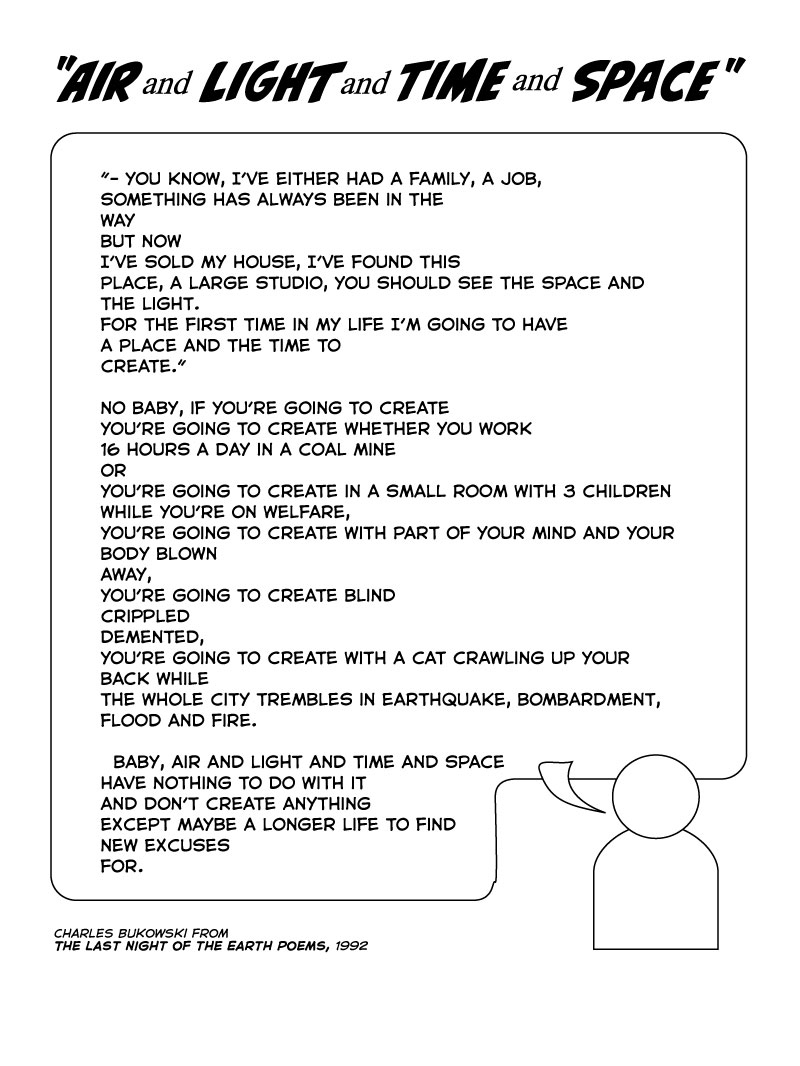 "AIR and LIGHT and TIME and SPACE"
"– YOU KNOW, I'VE EITHER HAD A FAMILY, A JOB,
SOMETHING HAS ALWAYS BEEN IN THE
WAY
BUT NOW
I'VE SOLD MY HOUSE, I'VE FOUND THIS
PLACE, A LARGE STUDIO, YOU SHOULD SEE THE SPACE AND
THE LIGHT.
FOR THE FIRST TIME IN MY LIFE I'M GOING TO HAVE
A PLACE AND THE TIME TO
CREATE."
NO BABY, IF YOU'RE GOING TO CREATE
YOU'RE GOING TO CREATE WHETHER YOU WORK
16 HOURS A DAY IN A COAL MINE
OR
YOU'RE GOING TO CREATE IN A SMALL ROOM WITH 3 CHILDREN
WHILE YOU'RE ON WELFARE,
YOU'RE GOING TO CREATE WITH PART OF YOUR MIND AND YOUR
BODY BLOWN
AWAY,
YOU'RE GOING TO CREATE BLIND
CRIPPLED
DEMENTED,
YOU'RE GOING TO CREATE WITH A CAT CRAWLING UP YOUR
BACK WHILE
THE WHOLE CITY TREMBLES IN EARTHQUAKE, BOMBARDMENT,
FLOOD AND FIRE.
BABY, AIR AND LIGHT AND TIME AND SPACE
HAVE NOTHING TO DO WITH IT
AND DON'T CREATE ANYTHING
EXCEPT MAYBE A LONGER LIFE TO FIND
NEW EXCUSES
FOR.
CHARLES BUKOWSKI FROM
THE LAST NIGHT OF THE EARTH POEMS, 1992